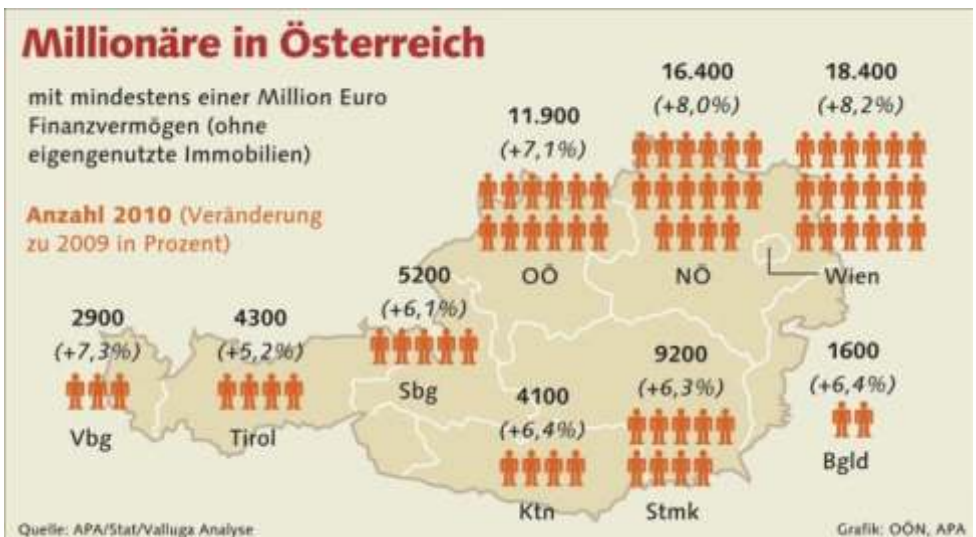 Millionäre in Österreich
mit mindestens einer Million Euro
Finanzvermögen (ohne
eigengenutzte Immobilien)
Anzahl 2010 (Veränderung
zu 2009 in Prozent)
2900
(+7,3%)
Vbg
4300
(+5,2%)
Tirol
5200
(+6,1%)
Sbg
11.900
(+7,1%)
OÖ
16.400
(+8,0%)
NÖ
18.400
(+8,2%)
Wien
4100
(+6,4%)
Ktn
9200
(+6,3%)
Stmk
1600
(+6,4%)
Bgld
Quelle: APA/Stat/Valluga Analyse
Grafik: OÖN, APA